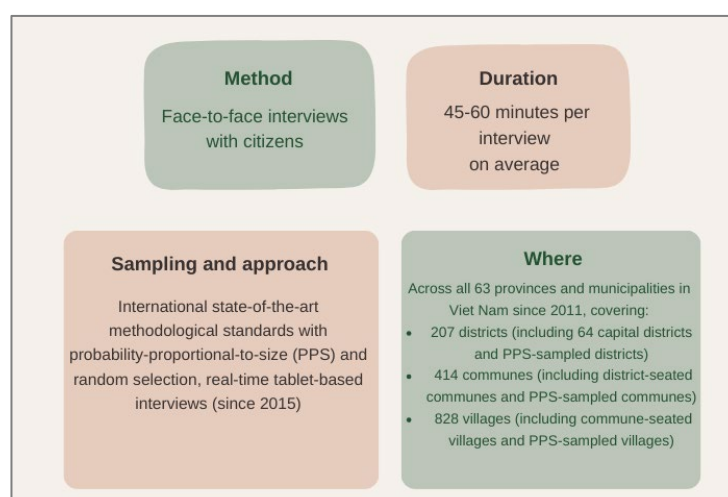 Method
Face-to-face interviews
with citizens
Duration
45-60 minutes per
interview
on average
Sampling and approach
International state-of-the-art
methodological standards with
probability-proportional-to-size (PPS) and
random selection, real-time tablet-based
interviews (since 2015)
Where
Across all 63 provinces and municipalities in
Viet Nam since 2011, covering:
• 207 districts (including 64 capital districts
and PPS-sampled districts)
• 414 communes (including district-seated
communes and PPS-sampled communes)
• 828 villages (including commune-seated
villages and PPS-sampled villages)